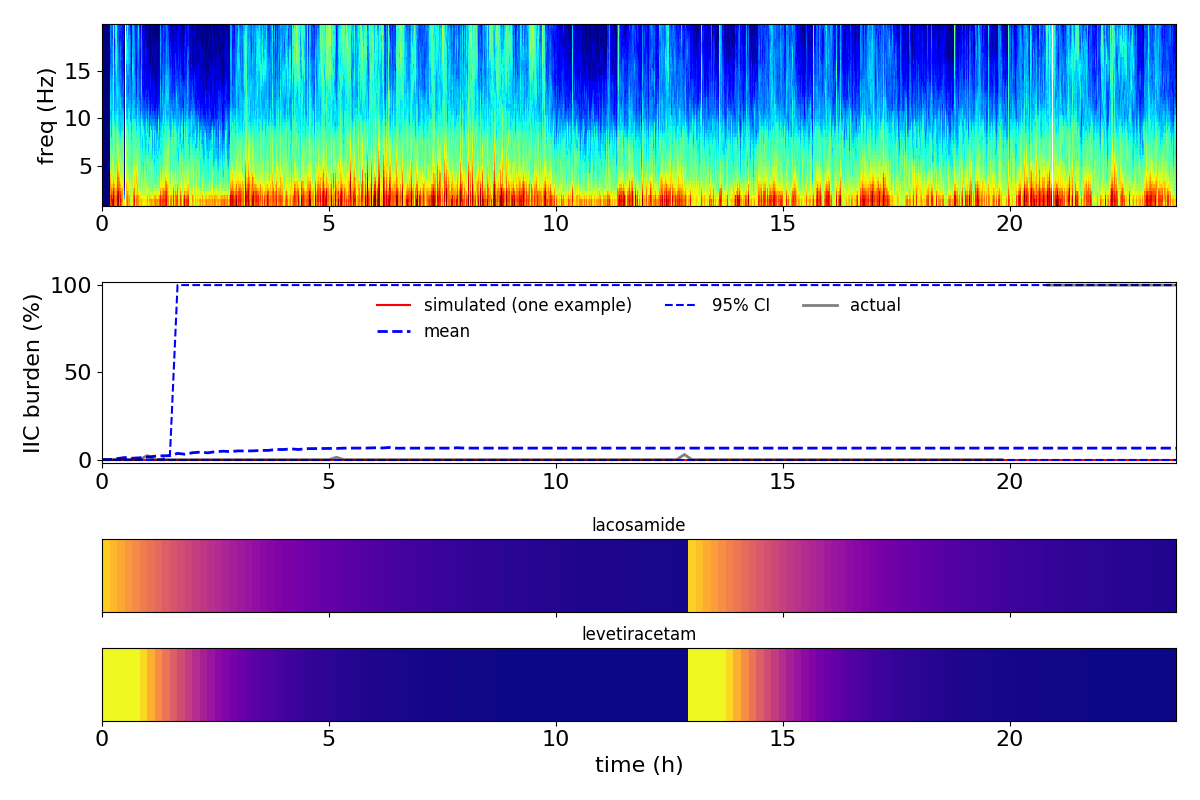 freq (Hz)
15
10
5
0 5 10 15 20
IIC burden (%)
100
50
0
simulated (one example) 95% CI actual
mean
0 5 10 15 20
lacosamide
levetiracetam
0 5 10 15 20
time (h)